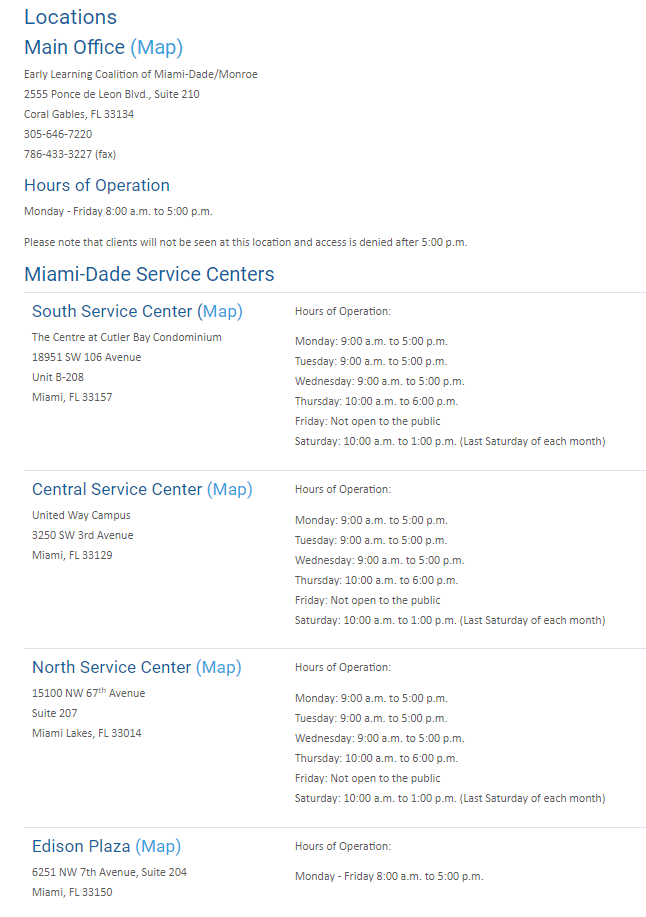 Locations
Main Office (Map)
Early Learning Coalition of Miami-Dade/Monroe
2555 Ponce de Leon Blvd., Suite 210
Coral Gables, FL 33134
305-646-7220
786-433-3227 (fax)
Hours of Operation
Monday - Friday 8:00 a.m. to 5:00 p.m.
Please note that clients will not be seen at this location and access is denied after 5:00 p.m.
Miami-Dade Service Centers
South Service Center (Map)
The Centre at Cutler Bay Condominium
18951 SW 106 Avenue
Unit B-208
Miami, FL 33157
Hours of Operation:
Monday: 9:00 a.m. to 5:00 p.m.
Tuesday: 9:00 a.m. to 5:00 p.m.
Wednesday: 9:00 a.m. to 5:00 p.m.
Thursday: 10:00 a.m. to 6:00 p.m.
Friday: Not open to the public
Saturday: 10:00 a.m. to 1:00 p.m. (Last Saturday of each month)
Central Service Center (Map)
United Way Campus
3250 SW 3rd Avenue
Miami, FL 33129
Hours of Operation:
Monday: 9:00 a.m. to 5:00 p.m.
Tuesday: 9:00 a.m. to 5:00 p.m.
Wednesday: 9:00 a.m. to 5:00 p.m.
Thursday: 10:00 a.m. to 6:00 p.m.
Friday: Not open to the public
Saturday: 10:00 a.m. to 1:00 p.m. (Last Saturday of each month)
North Service Center (Map)
15100 NW 67th Avenue
Suite 207
Miami Lakes, FL 33014
Hours of Operation:
Monday: 9:00 a.m. to 5:00 p.m.
Tuesday: 9:00 a.m. to 5:00 p.m.
Wednesday: 9:00 a.m. to 5:00 p.m.
Thursday: 10:00 a.m. to 6:00 p.m.
Friday: Not open to the public
Saturday: 10:00 a.m. to 1:00 p.m. (Last Saturday of each month)
Edison Plaza (Map)
6251 NW 7th Avenue, Suite 204
Miami, FL 33150
Hours of Operation:
Monday - Friday 8:00 a.m. to 5:00 p.m.